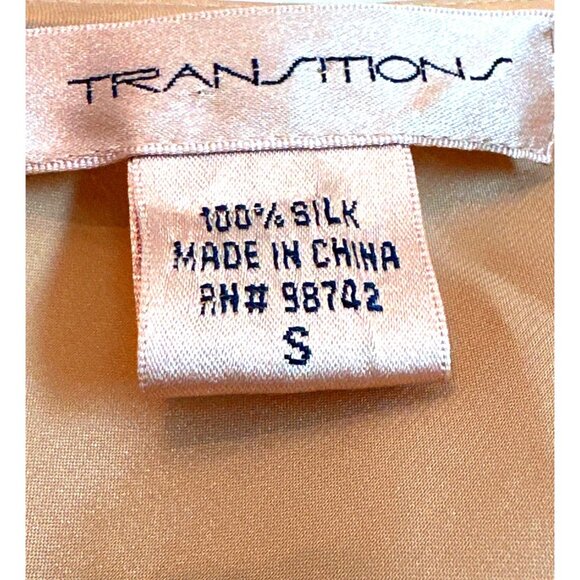 TRANSITIONS
100% SILK
MADE IN CHINA
RN# 98742
S